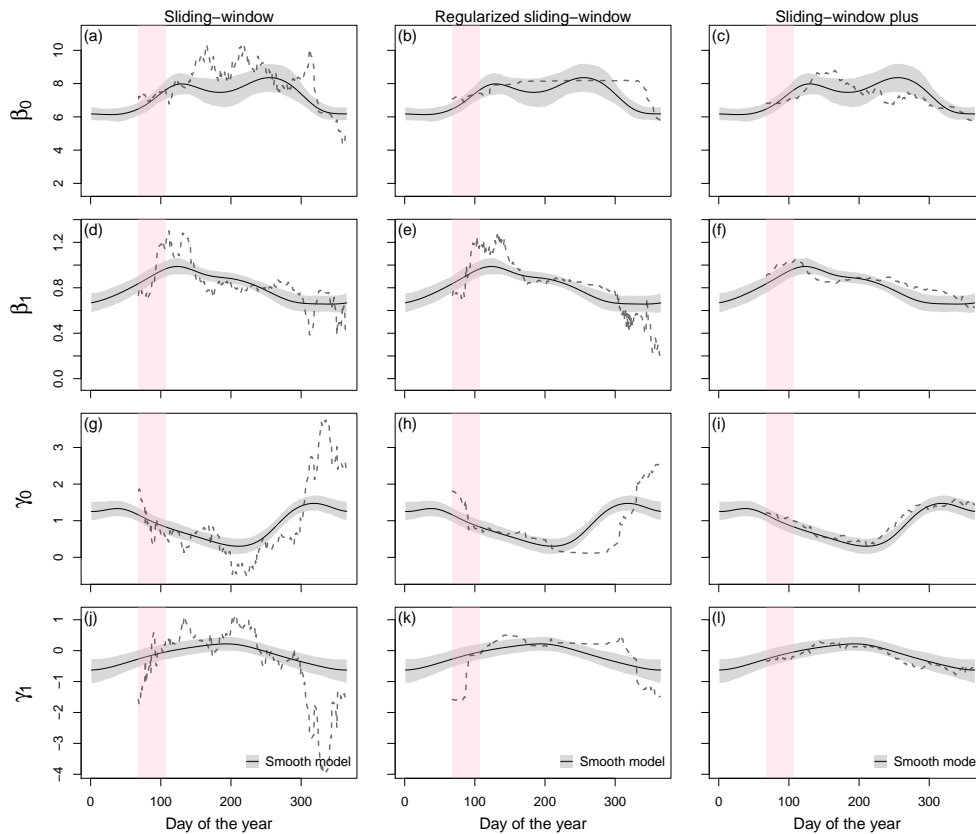 Sliding−window
Regularized sliding−window
Sliding−window plus
(a)
(b)
(c)
β0
2 4 6 8 10
(d)
(e)
(f)
β1
0.0 0.4 0.8 1.2
(g)
(h)
(i)
γ0
0 1 2 3
(j)
(k)
(l)
γ1
−4 −3 −2 −1 0 1
Smooth model
Smooth model
Smooth model
0 100 200 300
0 100 200 300
0 100 200 300
Day of the year
Day of the year
Day of the year